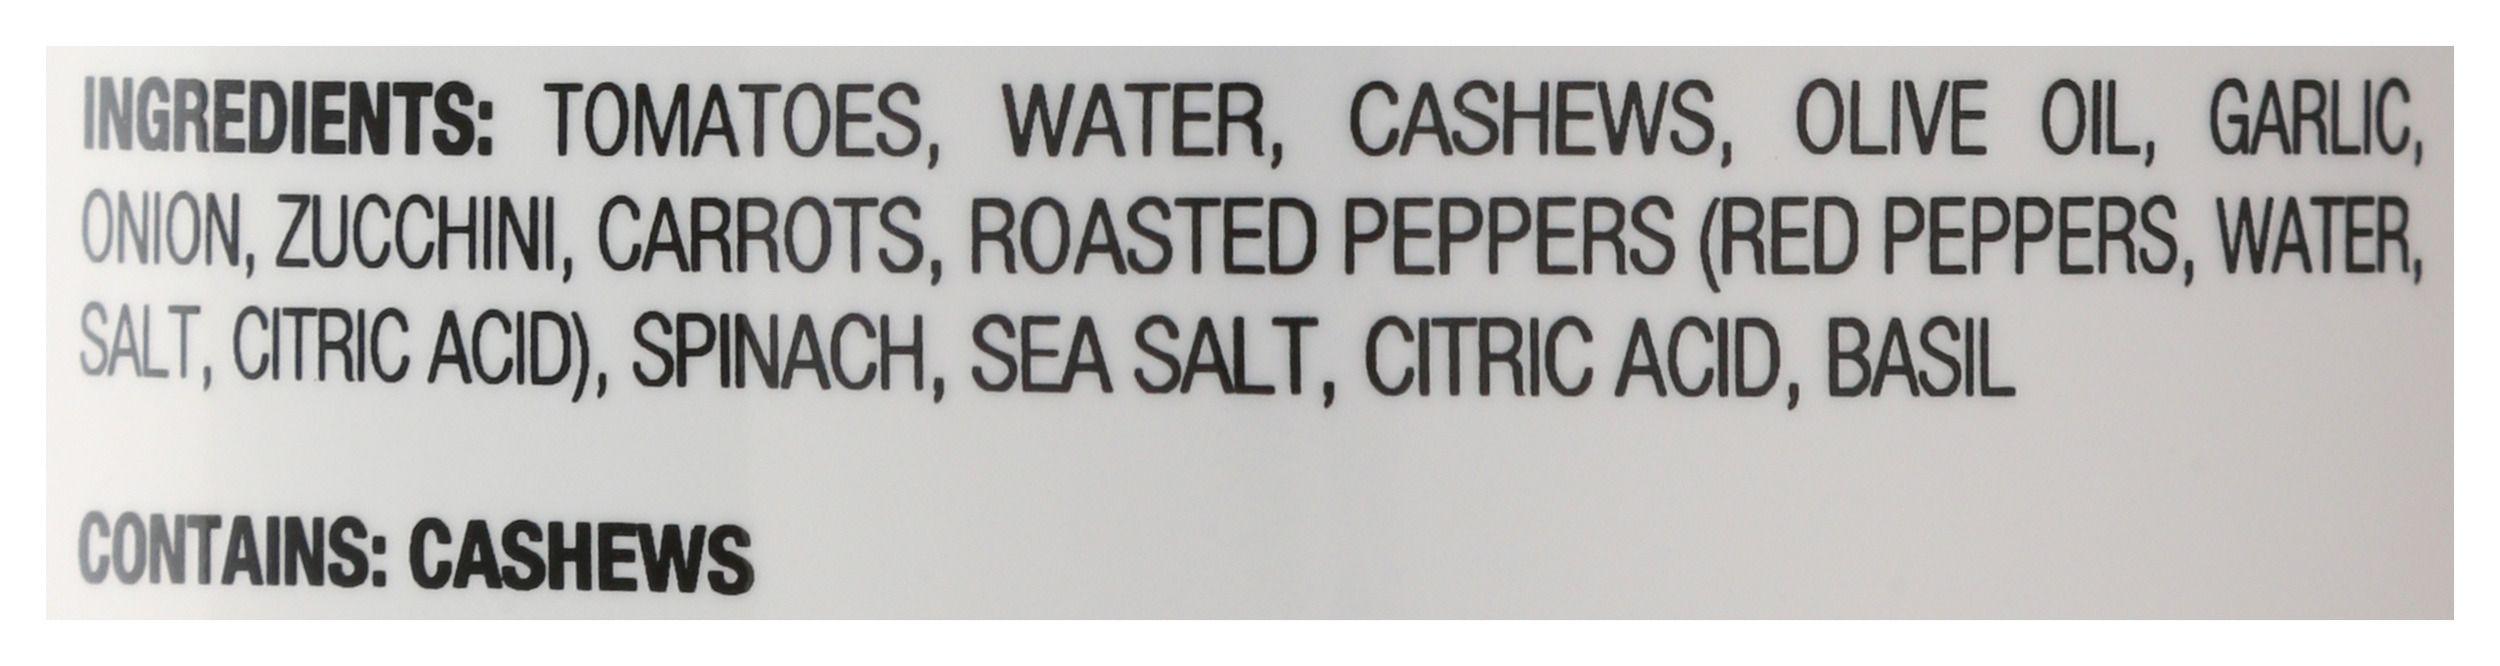 INGREDIENTS: TOMATOES, WATER, CASHEWS, OLIVE OIL, GARLIC,
ONION, ZUCCHINI, CARROTS, ROASTED PEPPERS (RED PEPPERS, WATER,
SALT, CITRIC ACID), SPINACH, SEA SALT, CITRIC ACID, BASIL
CONTAINS: CASHEWS